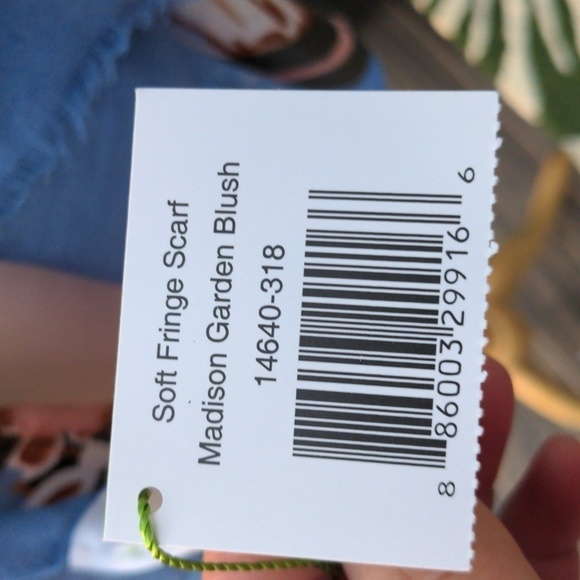 Soft Fringe Scarf
Madison Garden Blush
14640-318
8 86003 29916 6